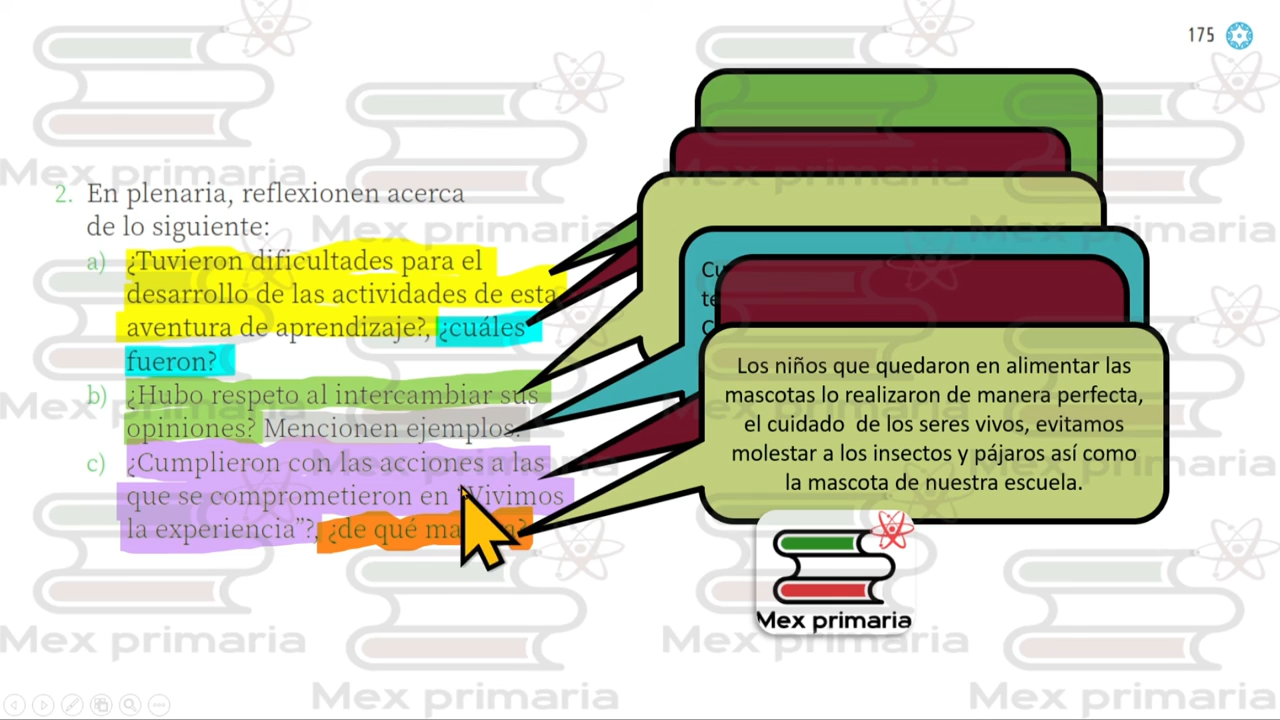 175
2. En plenaria, reflexionen acerca
de lo siguiente:
a) ¿Tuvieron dificultades para el
desarrollo de las actividades de esta
aventura de aprendizaje?, ¿cuáles
fueron?
b) ¿Hubo respeto al intercambiar sus
opiniones? Mencionen ejemplos.
c) ¿Cumplieron con las acciones a las
que se comprometieron en "Vivimos
la experiencia"?, ¿de qué
Los niños que quedaron en alimentar las
mascotas lo realizaron de manera perfecta,
el cuidado de los seres vivos, evitamos
molestar a los insectos y pájaros así como
la mascota de nuestra escuela.
Mex primaria